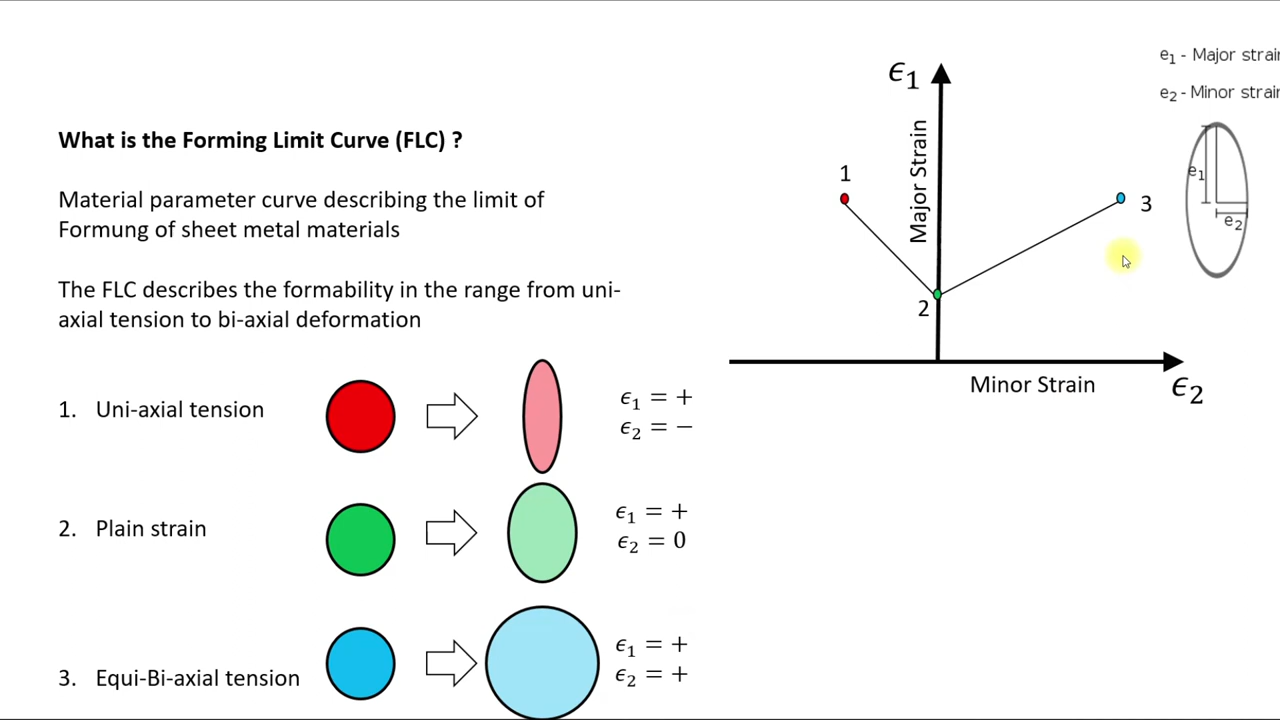 What is the Forming Limit Curve (FLC) ?
Material parameter curve describing the limit of
Formung of sheet metal materials
The FLC describes the formability in the range from uni-
axial tension to bi-axial deformation
1. Uni-axial tension
ϵ₁ = +
ϵ₂ = −
2. Plain strain
ϵ₁ = +
ϵ₂ = 0
3. Equi-Bi-axial tension
ϵ₁ = +
ϵ₂ = +
ϵ₁
Major Strain
1
2
3
Minor Strain
ϵ₂
e₁ - Major strain
e₂ - Minor strain
e₁
e₂